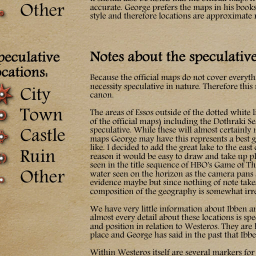 Other
accurate. George prefers the maps in his books
style and therefore locations are approximate
peculative
ocations.
City
Town
Castle
Ruin
Other
Notes about the speculative
Because the official maps do not cover everyth
necessity speculative in nature. Therefore this
canon.
The areas of Essos outside of the dotted white l
of the official maps) including the Dothraki Se
speculative. While these will almost certainly
maps George may have this represents a best g
like. I decided to add the great lake to the east
reason it would be easy to draw and take up pl
seen in the title sequence of HBO's Game of Th
water seen on the horizon as the camera pans
evidence maybe but since nothing of note take
composition of the geography is somewhat irre
We have very little information about Ibben an
almost every detail about these locations is spe
and position in relation to Westeros. They are l
place and George has said in the past that Ibbe
Within Westeros itself are several markers for